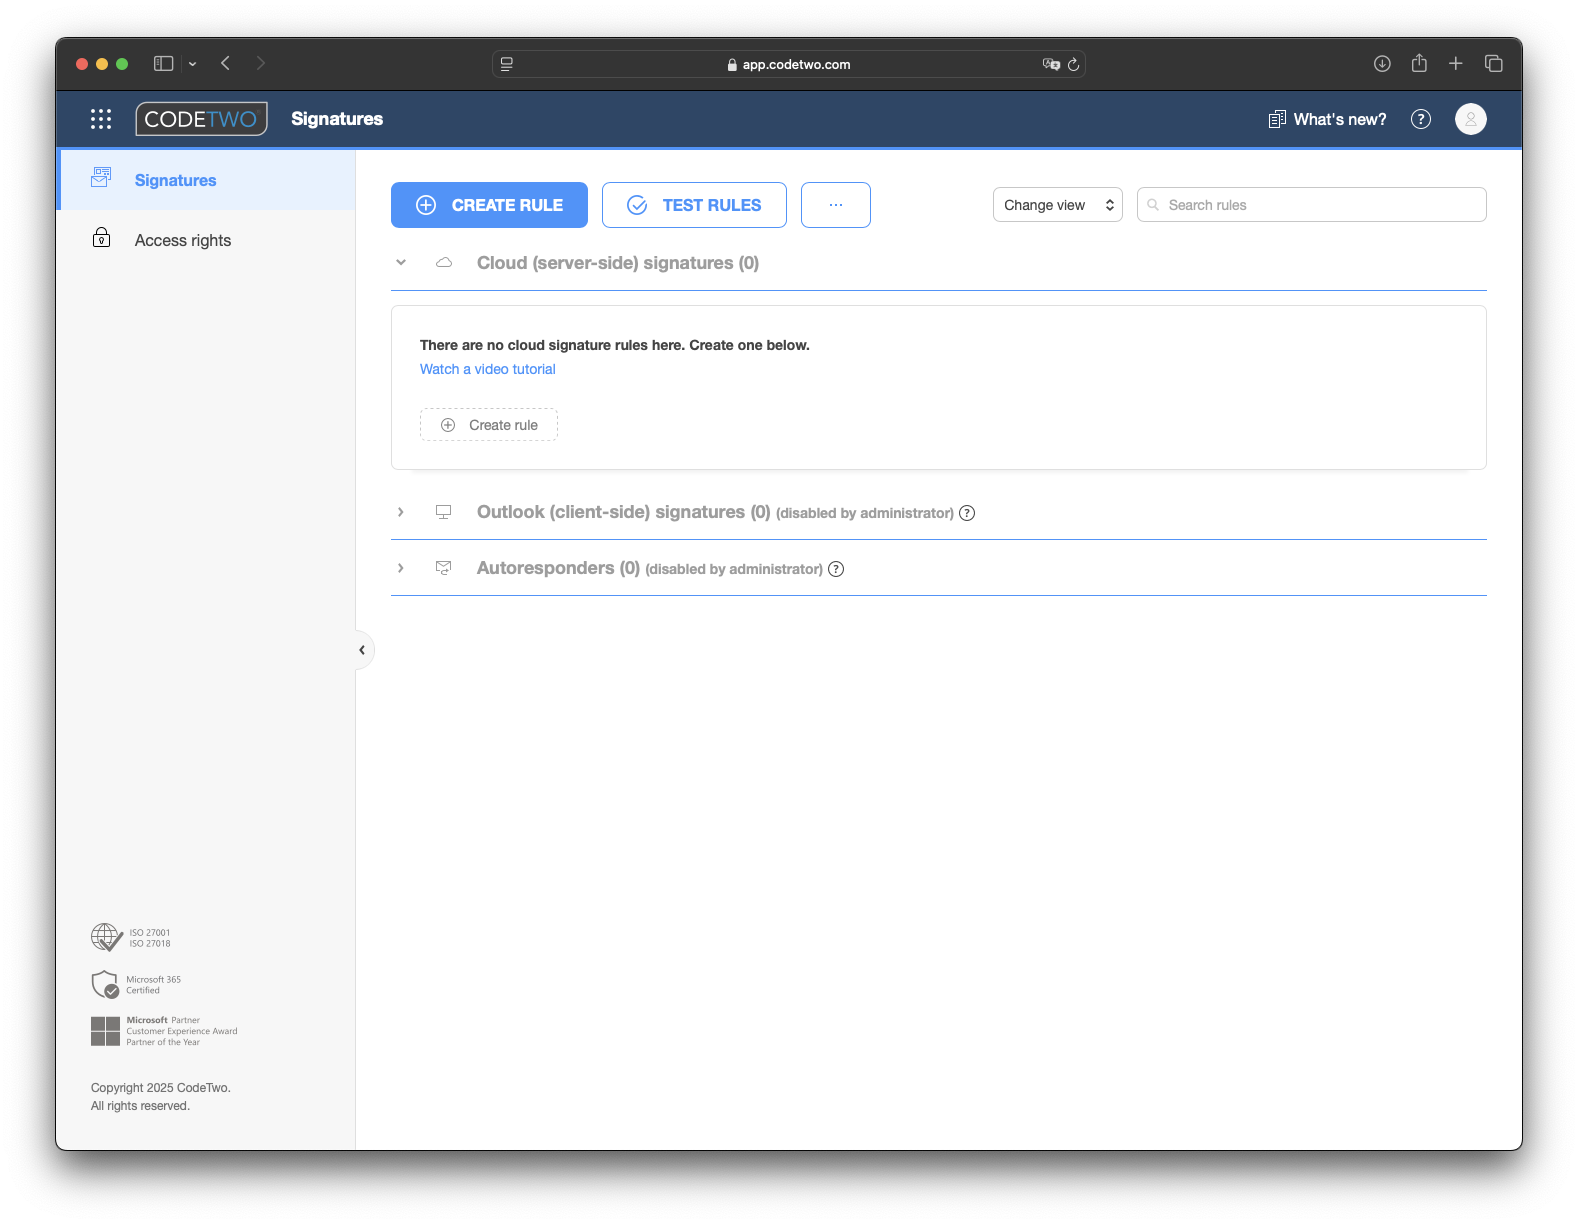 app.codetwo.com
CODETWO
Signatures
What's new?
Signatures
Access rights
CREATE RULE
TEST RULES
...
Change view
Search rules
Cloud (server-side) signatures (0)
There are no cloud signature rules here. Create one below.
Watch a video tutorial
Create rule
Outlook (client-side) signatures (0) (disabled by administrator)
Autoresponders (0) (disabled by administrator)
ISO 27001
ISO 27018
Microsoft 365
Certified
Microsoft Partner
Customer Experience Award
Partner of the Year
Copyright 2025 CodeTwo.
All rights reserved.